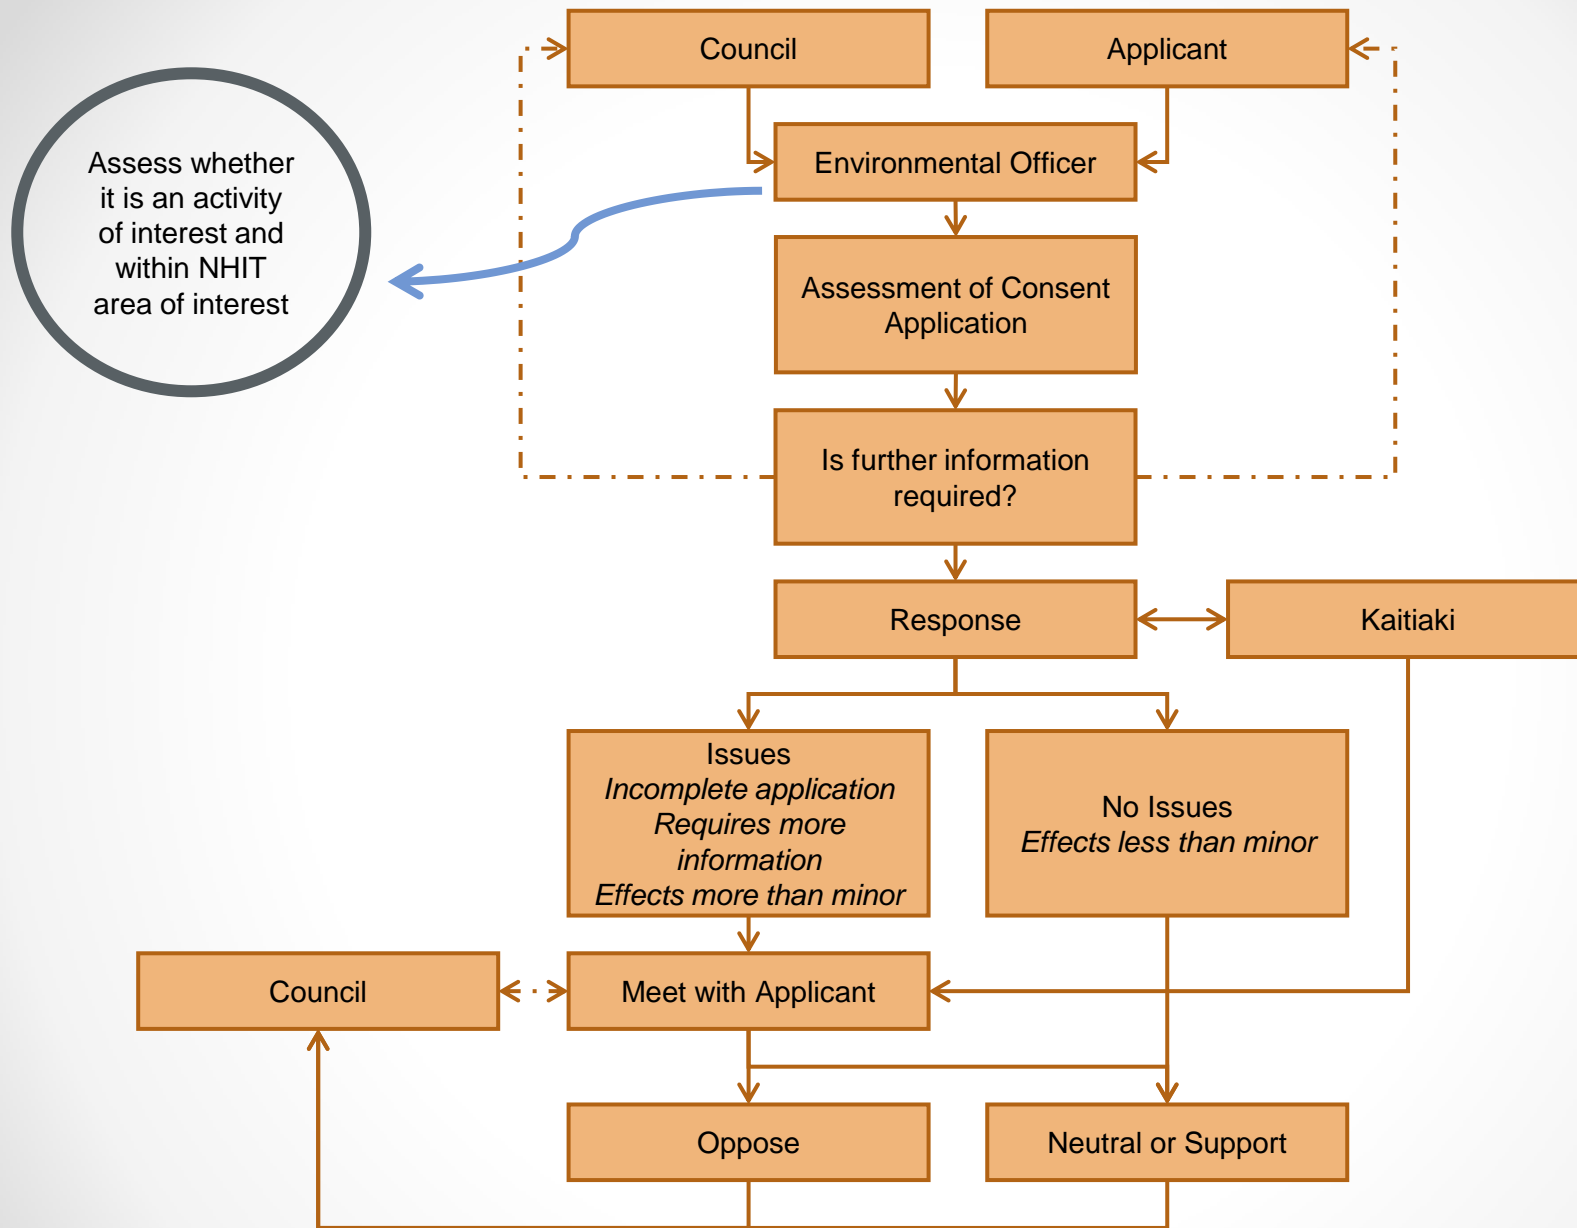 Council
Applicant
Assess whether
it is an activity
of interest and
within NHIT
area of interest
Environmental Officer
Assessment of Consent
Application
Is further information
required?
Response
Kaitiaki
Issues
Incomplete application
Requires more
information
Effects more than minor
No Issues
Effects less than minor
Council
Meet with Applicant
Oppose
Neutral or Support